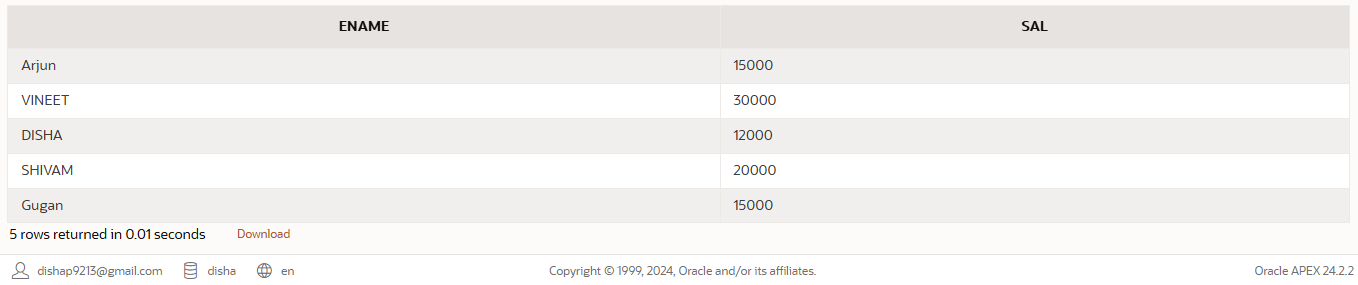 ENAME SAL
Arjun 15000
VINEET 30000
DISHA 12000
SHIVAM 20000
Gugan 15000
5 rows returned in 0.01 seconds Download
dishap9213@gmail.com disha en Copyright © 1999, 2024, Oracle and/or its affiliates. Oracle APEX 24.2.2